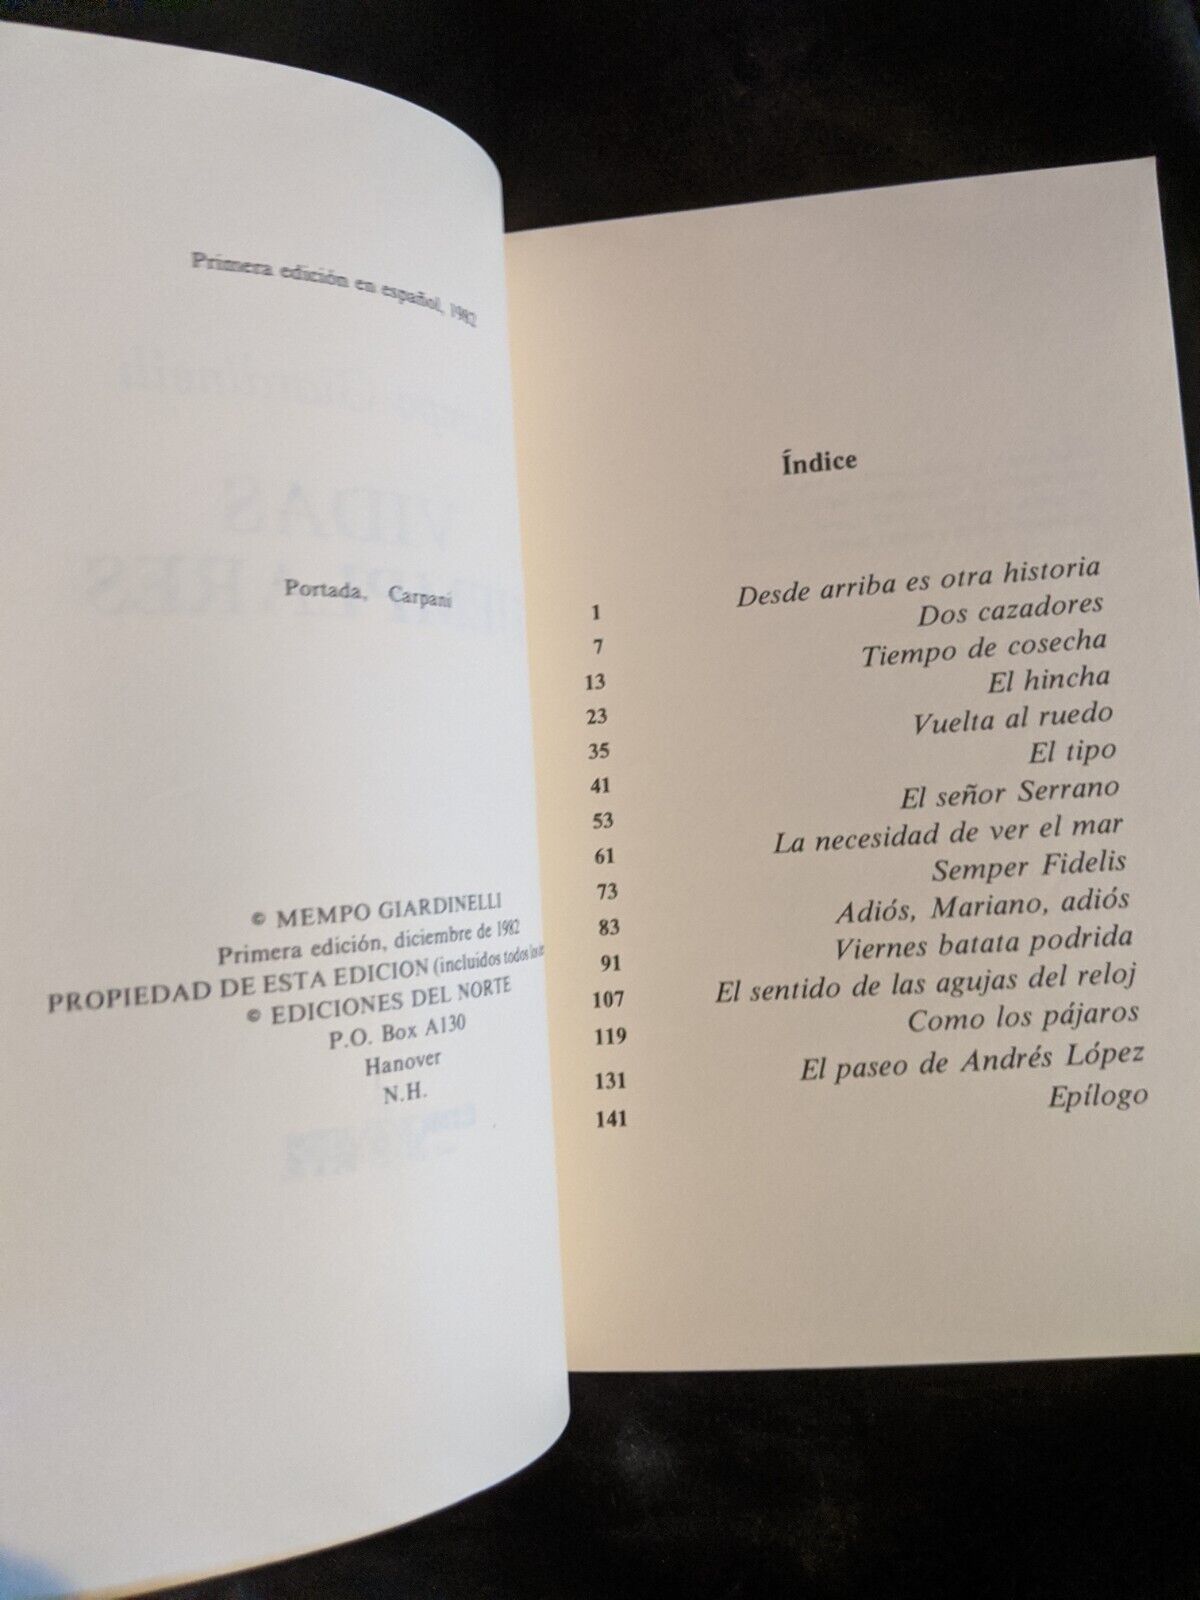 Primera edición en español, 1982
Portada, Carpani
© MEMPO GIARDINELLI
Primera edición, diciembre de 1982
PROPIEDAD DE ESTA EDICION (incluídos todos los
© EDICIONES DEL NORTE
P.O. Box A130
Hanover
N.H.
Índice
1 Desde arriba es otra historia
7 Dos cazadores
13 Tiempo de cosecha
23 El hincha
35 Vuelta al ruedo
41 El tipo
53 El señor Serrano
61 La necesidad de ver el mar
73 Semper Fidelis
83 Adiós, Mariano, adiós
91 Viernes batata podrida
107 El sentido de las agujas del reloj
119 Como los pájaros
131 El paseo de Andrés López
141 Epílogo